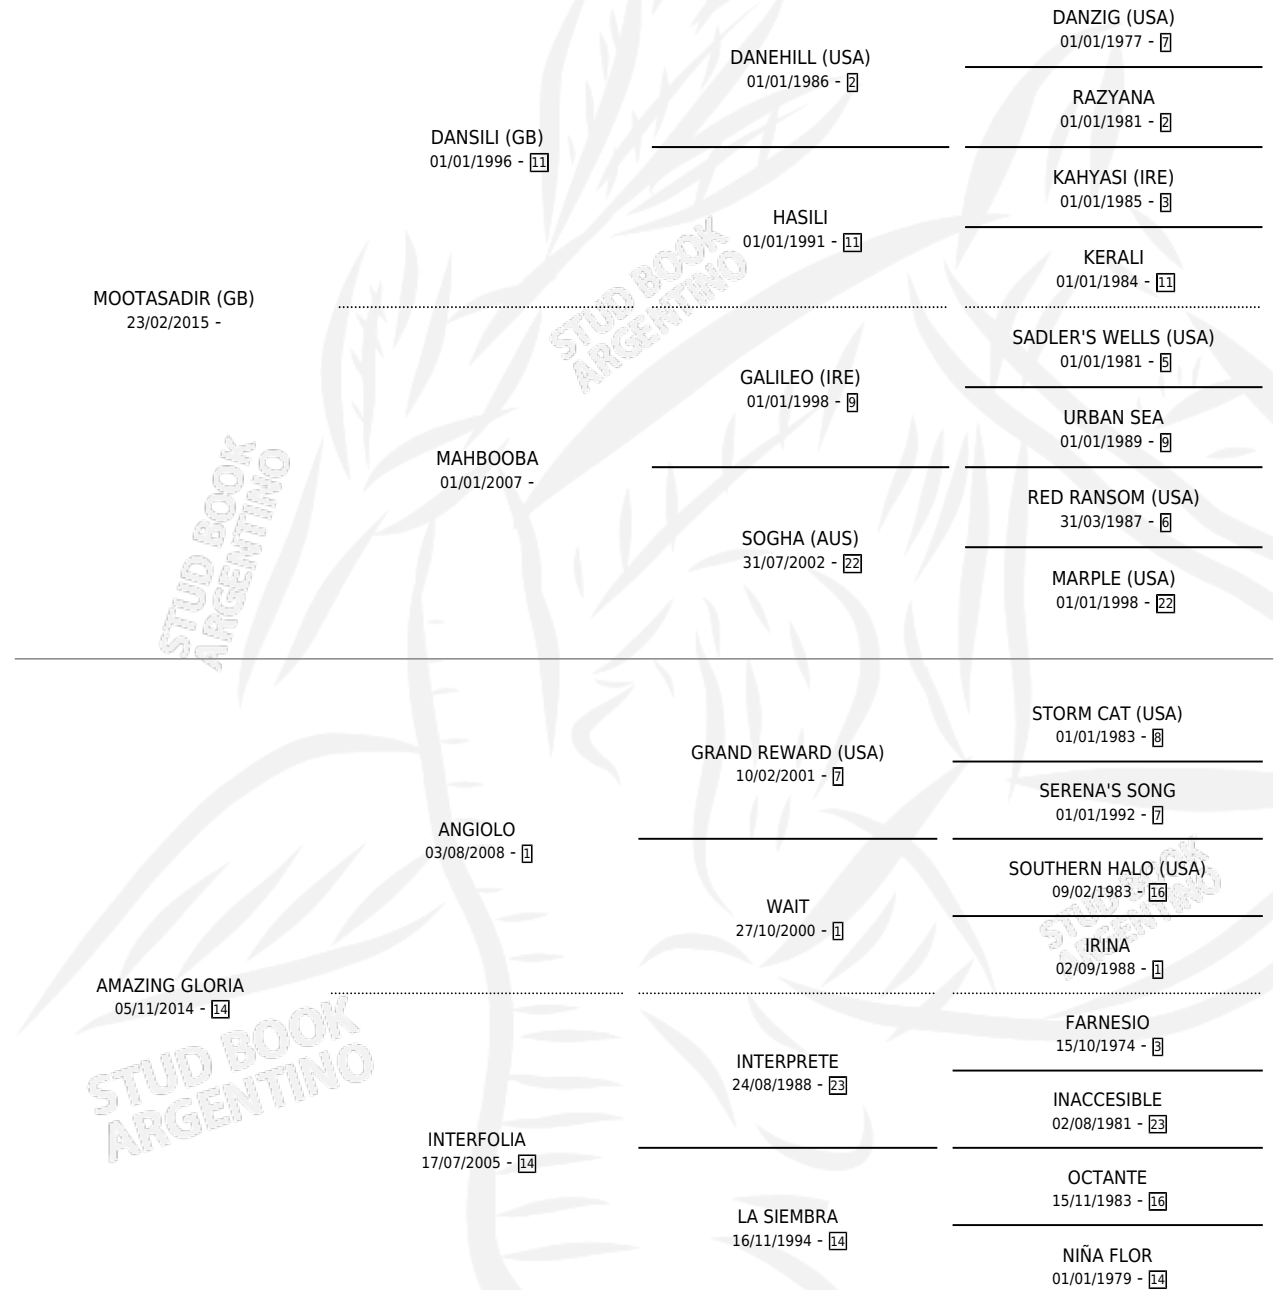 MOOTASADIR (GB)
23/02/2015 -
DANSILI (GB)
01/01/1996 - 11
DANEHILL (USA)
01/01/1986 - 2
DANZIG (USA)
01/01/1977 - 7
RAZYANA
01/01/1981 - 2
HASILI
01/01/1991 - 11
KAHYASI (IRE)
01/01/1985 - 3
KERALI
01/01/1984 - 11
MAHBOOBA
01/01/2007 -
GALILEO (IRE)
01/01/1998 - 9
SADLER'S WELLS (USA)
01/01/1981 - 5
URBAN SEA
01/01/1989 - 9
SOGHA (AUS)
31/07/2002 - 22
RED RANSOM (USA)
31/03/1987 - 6
MARPLE (USA)
01/01/1998 - 22
AMAZING GLORIA
05/11/2014 - 14
ANGIOLO
03/08/2008 - 1
GRAND REWARD (USA)
10/02/2001 - 7
STORM CAT (USA)
01/01/1983 - 8
SERENA'S SONG
01/01/1992 - 7
WAIT
27/10/2000 - 1
SOUTHERN HALO (USA)
09/02/1983 - 16
IRINA
02/09/1988 - 1
INTERFOLIA
17/07/2005 - 14
INTERPRETE
24/08/1988 - 23
FARNESIO
15/10/1974 - 3
INACCESIBLE
02/08/1981 - 23
LA SIEMBRA
16/11/1994 - 14
OCTANTE
15/11/1983 - 16
NIÑA FLOR
01/01/1979 - 14
STUD BOOK
ARGENTINO
STUD BOOK
ARGENTINO
STUD BOOK
ARGENTINO
STUD BOOK
ARGENTINO